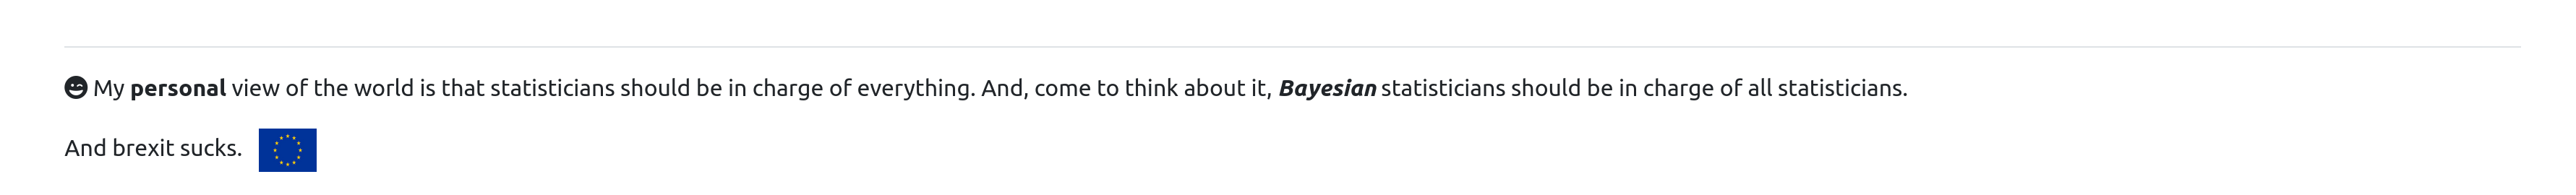 My personal view of the world is that statisticians should be in charge of everything. And, come to think about it, Bayesian statisticians should be in charge of all statisticians.
And brexit sucks.